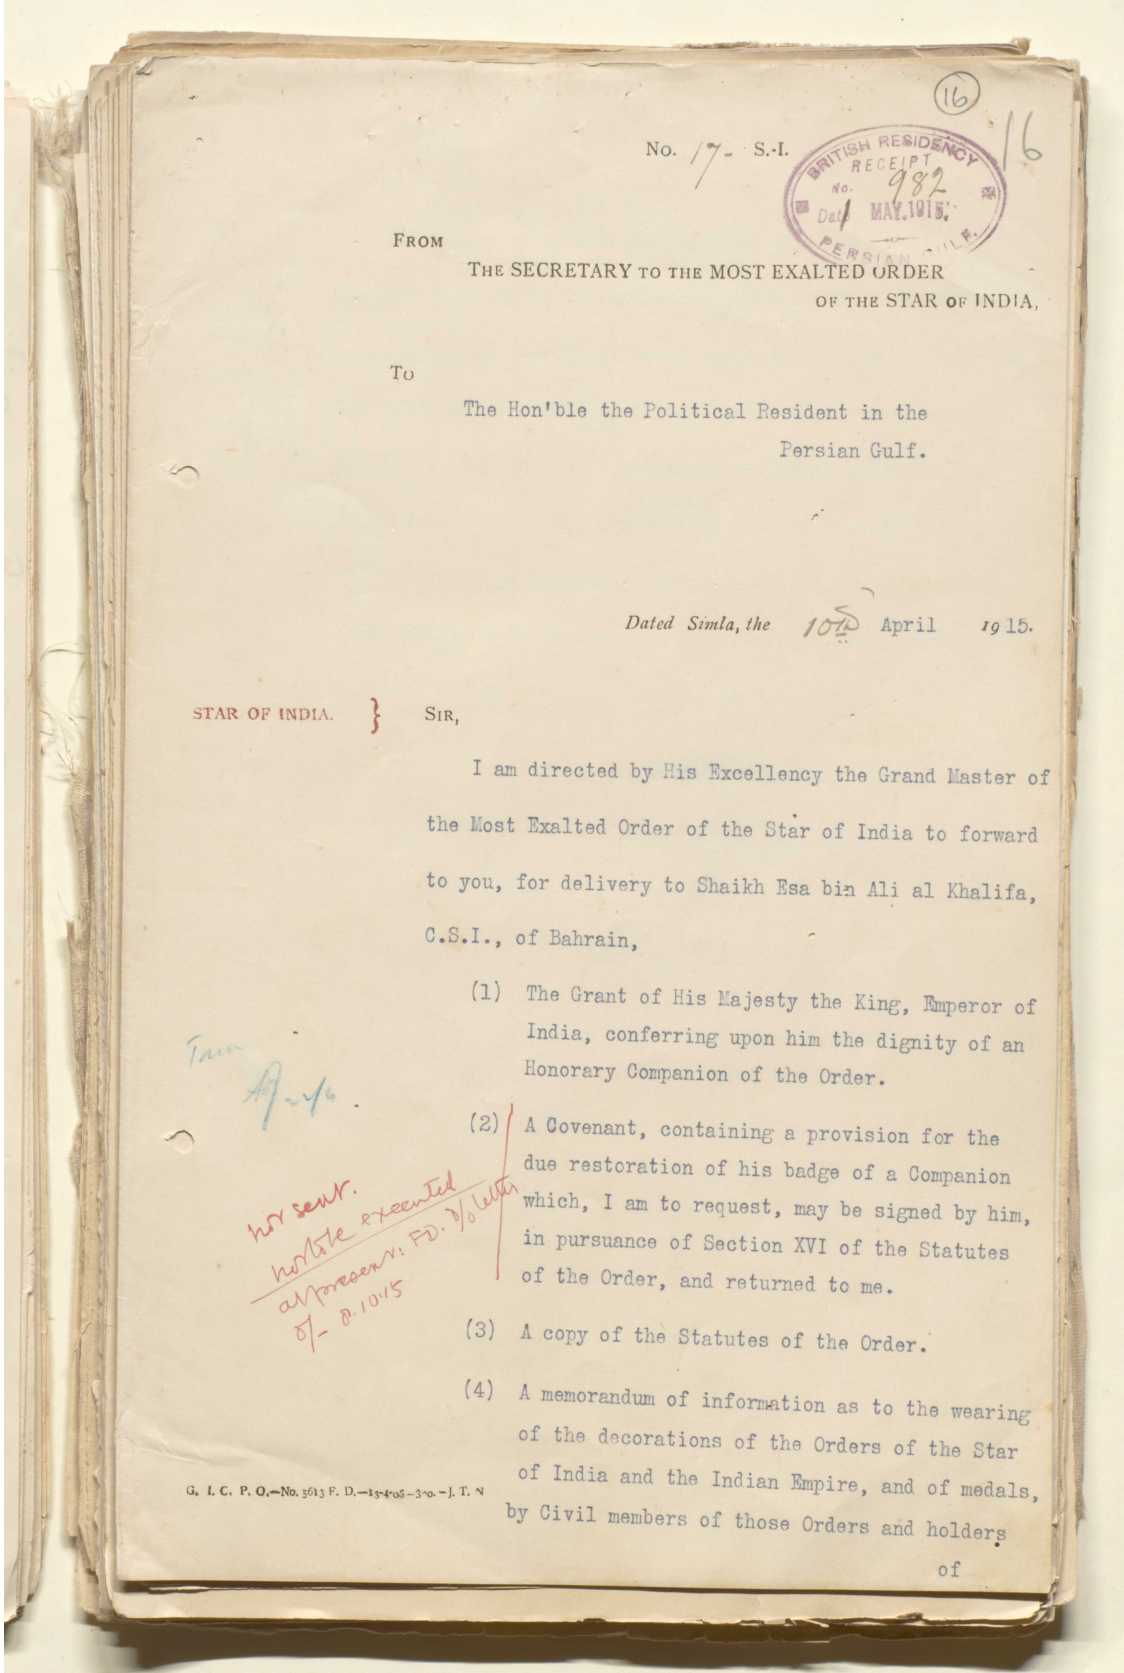 16
16
No. 17- S.-I.
BRITISH RESIDENCY
RECEIPT
No. 982
Date 1 MAY.1915.
PERSIAN GULF.
FROM
THE SECRETARY TO THE MOST EXALTED ORDER
OF THE STAR OF INDIA,
To
The Hon'ble the Political Resident in the
Persian Gulf.
Dated Simla, the 10th April 1915.
STAR OF INDIA. }
SIR,
I am directed by His Excellency the Grand Master of
the Most Exalted Order of the Star of India to forward
to you, for delivery to Shaikh Esa bin Ali al Khalifa,
C.S.I., of Bahrain,
(1) The Grant of His Majesty the King, Emperor of
India, conferring upon him the dignity of an
Honorary Companion of the Order.
(2) A Covenant, containing a provision for the
due restoration of his badge of a Companion
which, I am to request, may be signed by him,
in pursuance of Section XVI of the Statutes
of the Order, and returned to me.
not sent.
not to be executed
at present: F.D. d/o letter
d/- 8.10.15
(3) A copy of the Statutes of the Order.
(4) A memorandum of information as to the wearing
of the decorations of the Orders of the Star
of India and the Indian Empire, and of medals,
by Civil members of those Orders and holders
of
G. I. C. P. O.—No. 5613 F. D.—13-4-06—3-0.—J. T. N